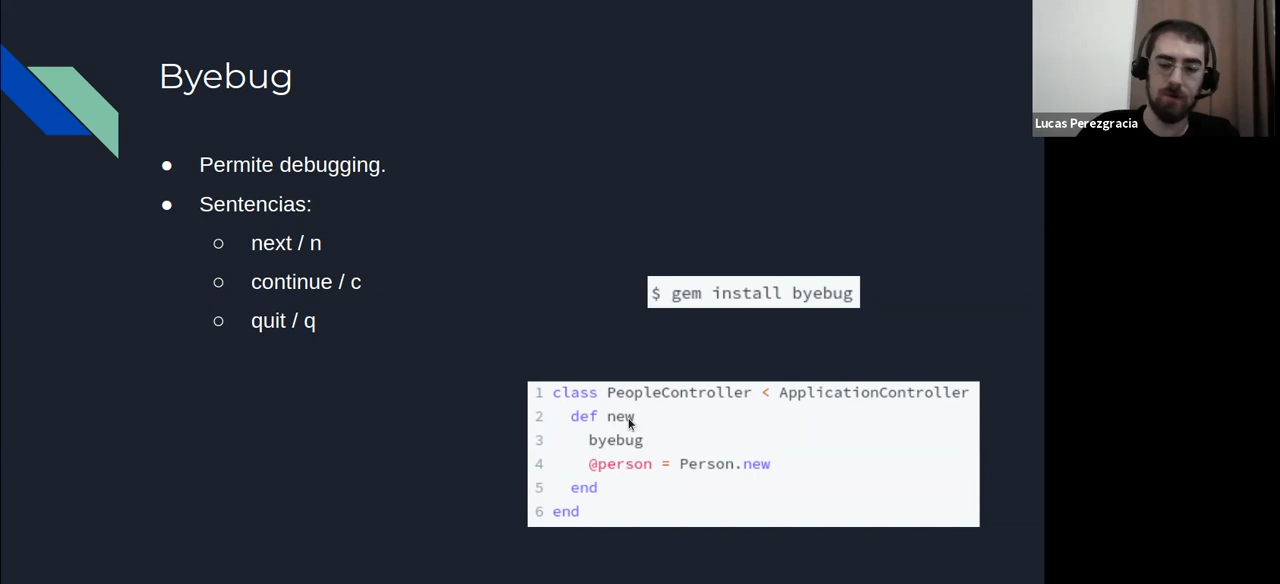 Byebug
Lucas Perezgracia
● Permite debugging.
● Sentencias:
○ next / n
○ continue / c
○ quit / q
$ gem install byebug
1 class PeopleController < ApplicationController
2 def new
3 byebug
4 @person = Person.new
5 end
6 end